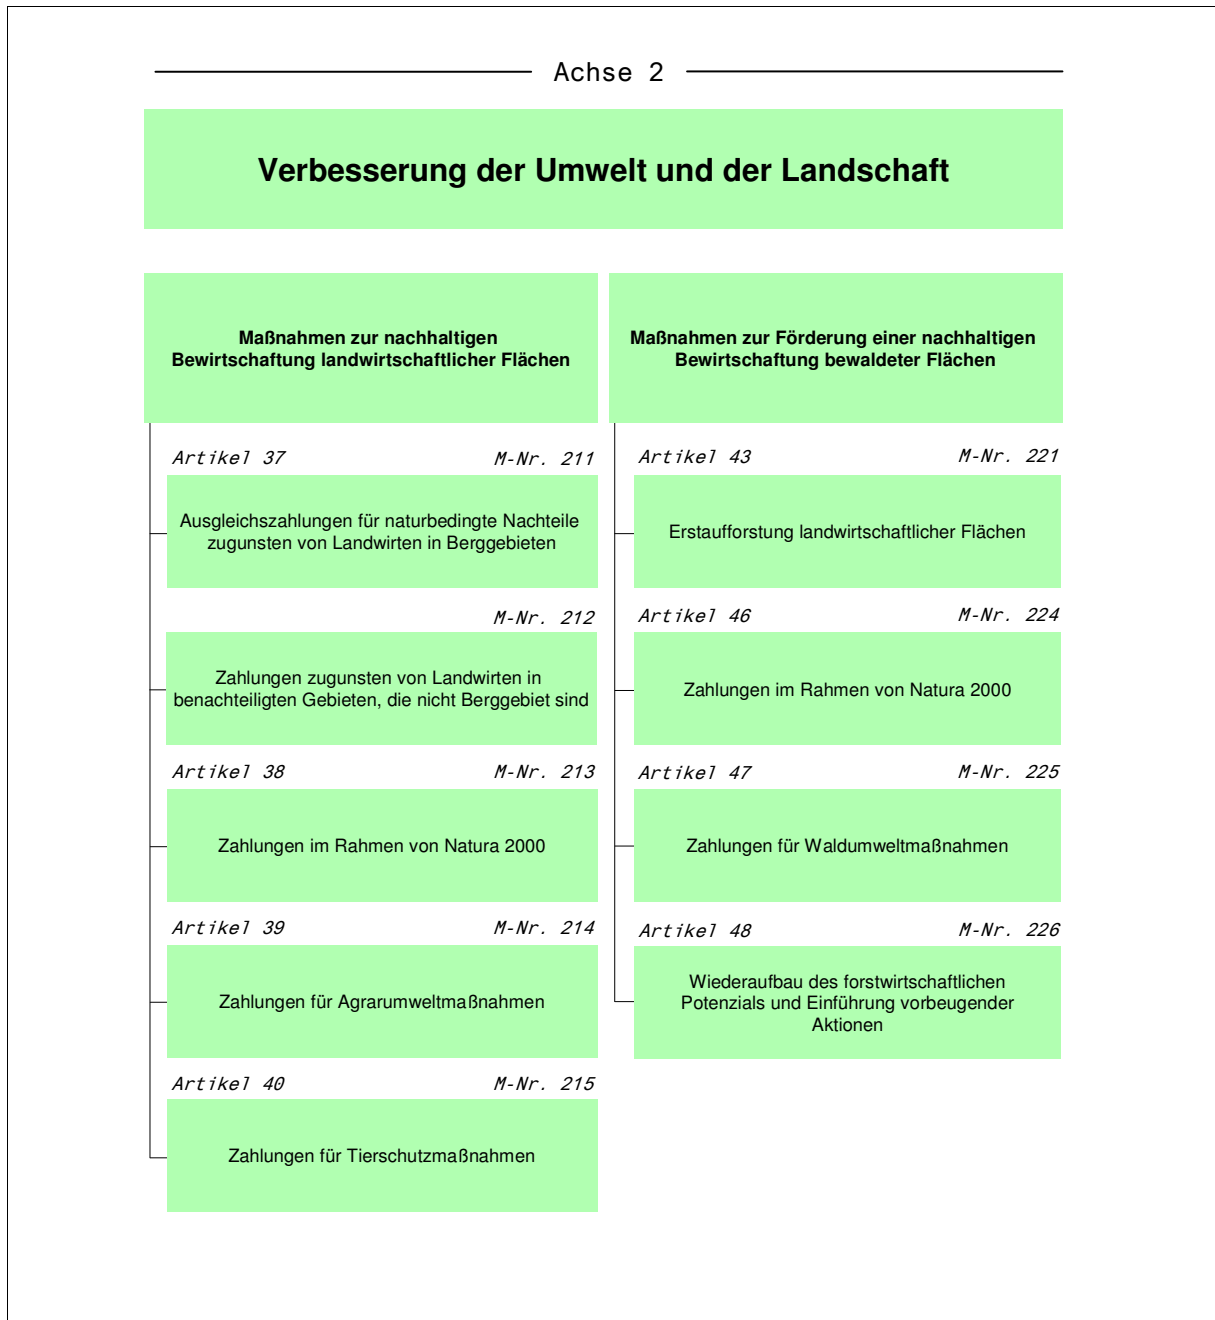 Achse 2
Verbesserung der Umwelt und der Landschaft
Maßnahmen zur nachhaltigen
Bewirtschaftung landwirtschaftlicher Flächen
Artikel 37 M-Nr. 211
Ausgleichszahlungen für naturbedingte Nachteile
zugunsten von Landwirten in Berggebieten
M-Nr. 212
Zahlungen zugunsten von Landwirten in
benachteiligten Gebieten, die nicht Berggebiet sind
Artikel 38 M-Nr. 213
Zahlungen im Rahmen von Natura 2000
Artikel 39 M-Nr. 214
Zahlungen für Agrarumweltmaßnahmen
Artikel 40 M-Nr. 215
Zahlungen für Tierschutzmaßnahmen
Maßnahmen zur Förderung einer nachhaltigen
Bewirtschaftung bewaldeter Flächen
Artikel 43 M-Nr. 221
Erstaufforstung landwirtschaftlicher Flächen
Artikel 46 M-Nr. 224
Zahlungen im Rahmen von Natura 2000
Artikel 47 M-Nr. 225
Zahlungen für Waldumweltmaßnahmen
Artikel 48 M-Nr. 226
Wiederaufbau des forstwirtschaftlichen
Potenzials und Einführung vorbeugender
Aktionen